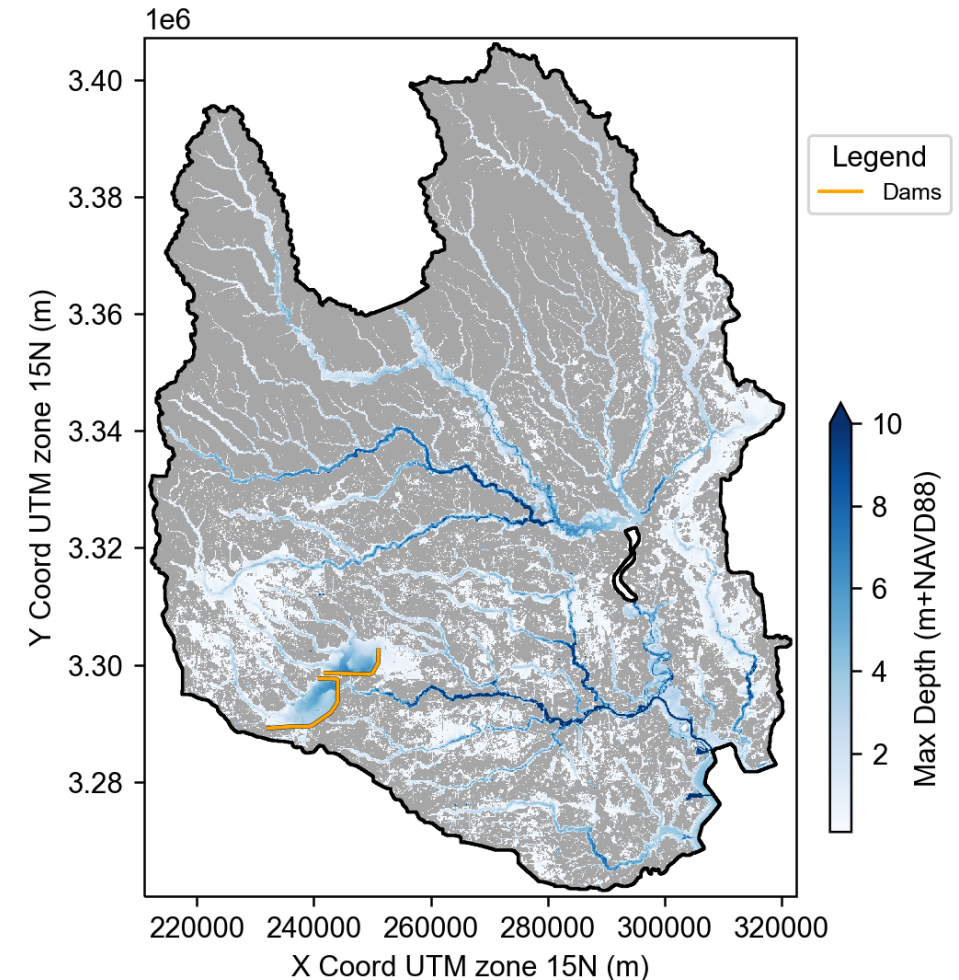 1e6
3.40
3.38
3.36
3.34
3.32
3.30
3.28
Y Coord UTM zone 15N (m)
220000 240000 260000 280000 300000 320000
X Coord UTM zone 15N (m)
Legend
Dams
10
8
6
4
2
Max Depth (m+NAVD88)